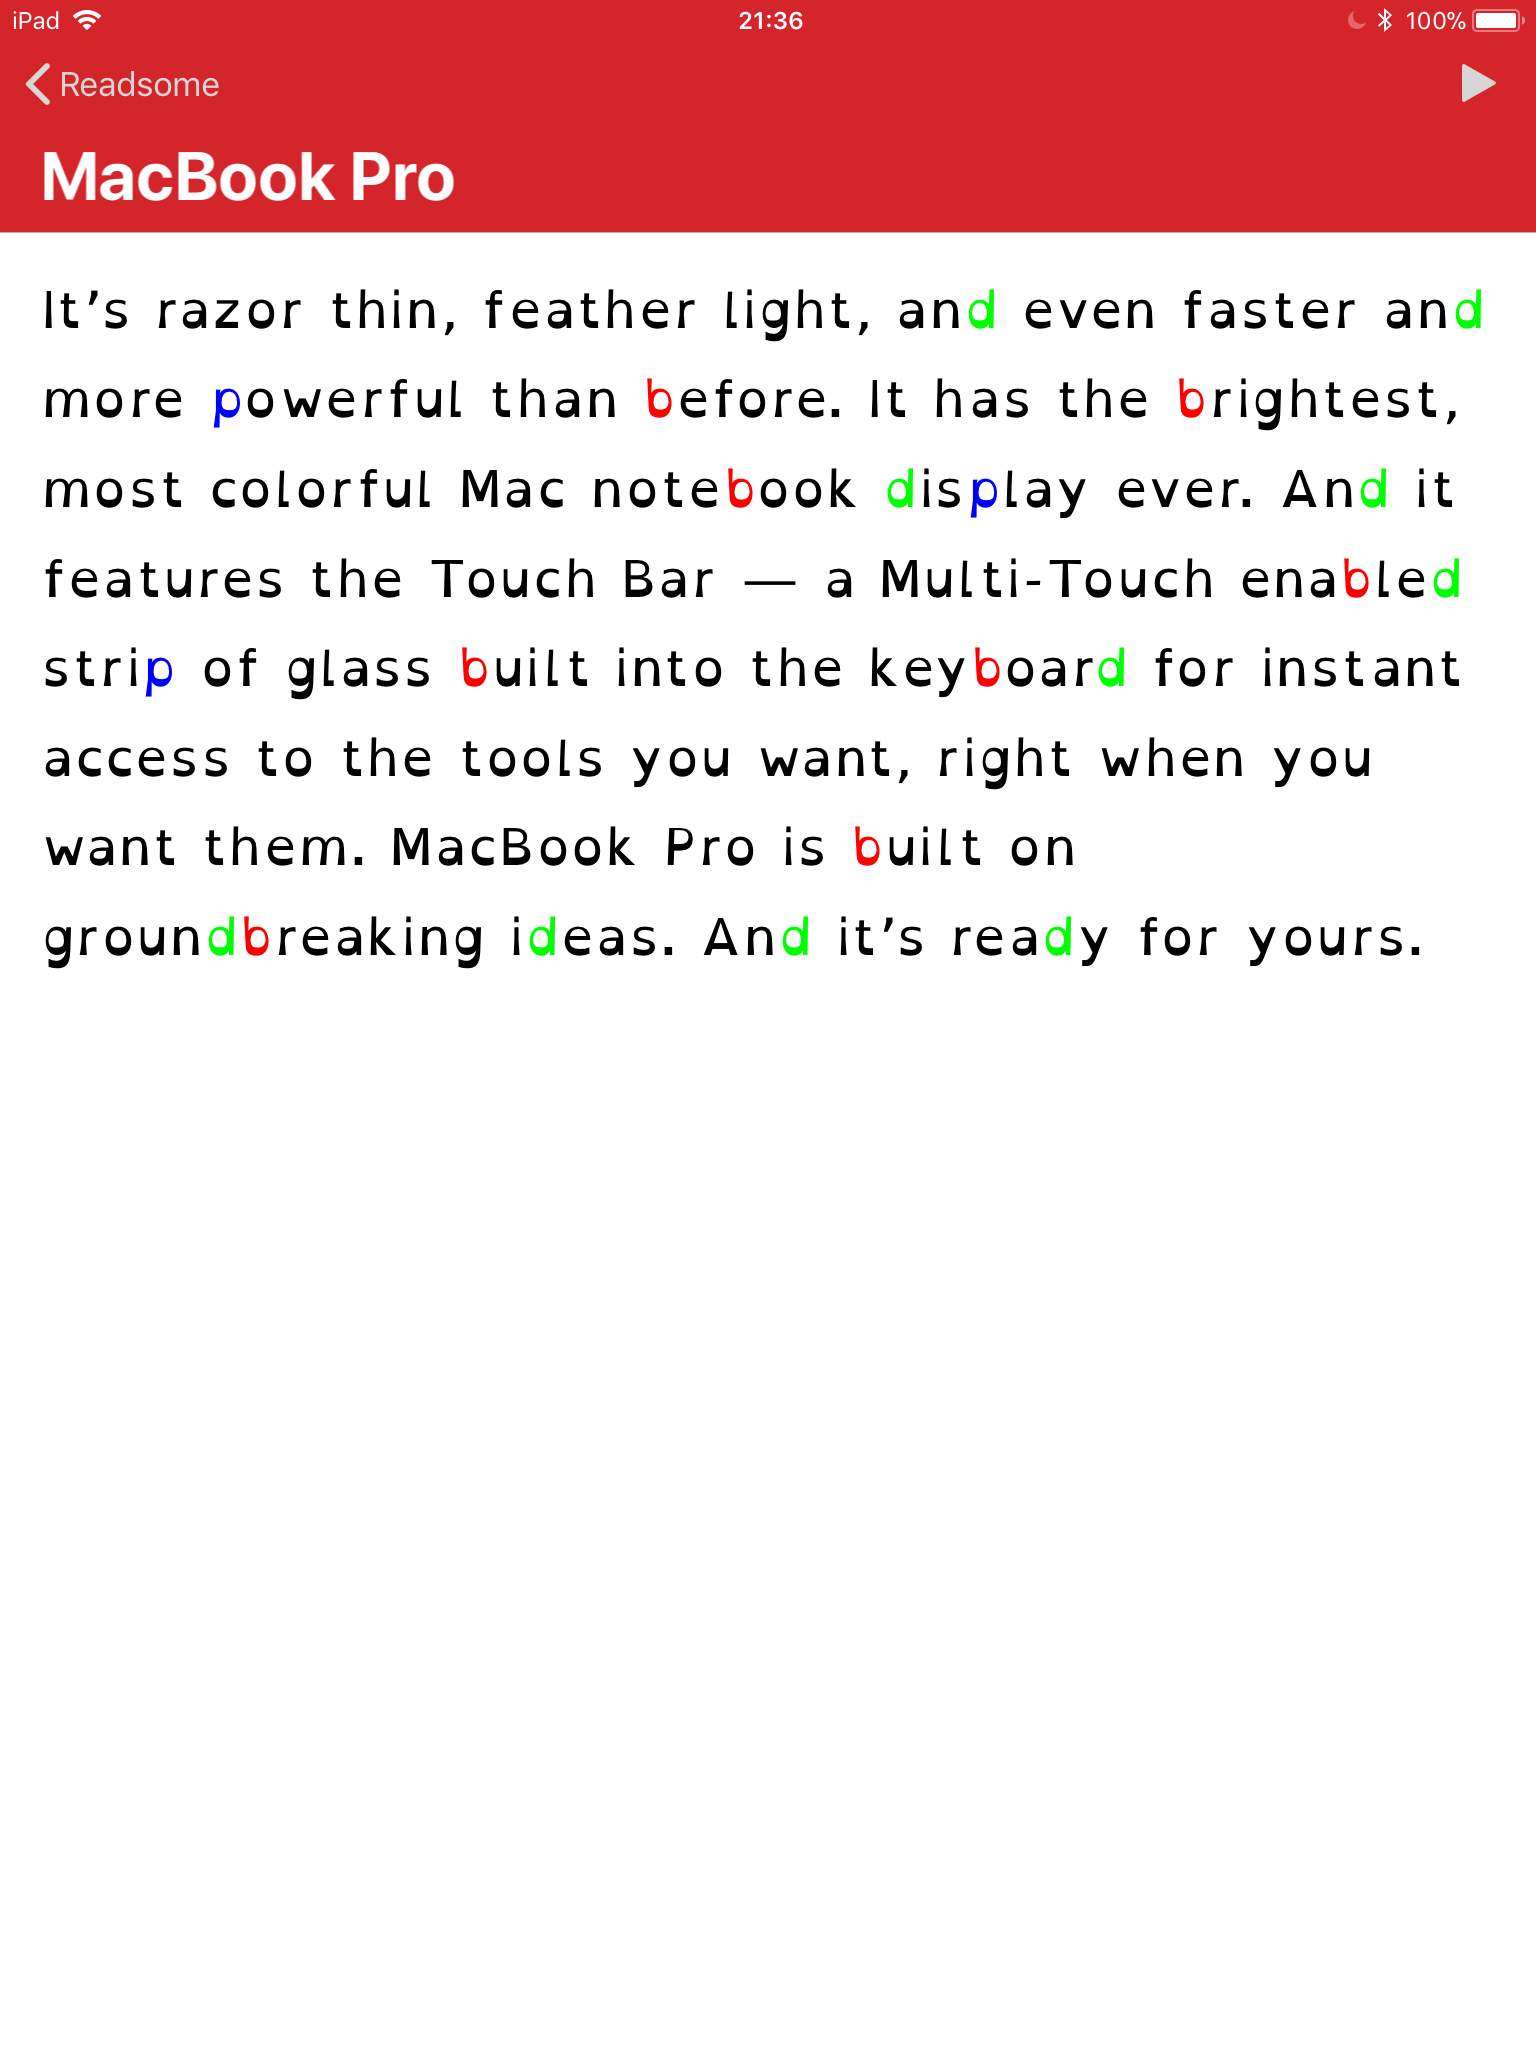 iPad 21:36 100%
Readsome
MacBook Pro
It’s razor thin, feather light, and even faster and
more powerful than before. It has the brightest,
most colorful Mac notebook display ever. And it
features the Touch Bar — a Multi-Touch enabled
strip of glass built into the keyboard for instant
access to the tools you want, right when you
want them. MacBook Pro is built on
groundbreaking ideas. And it’s ready for yours.